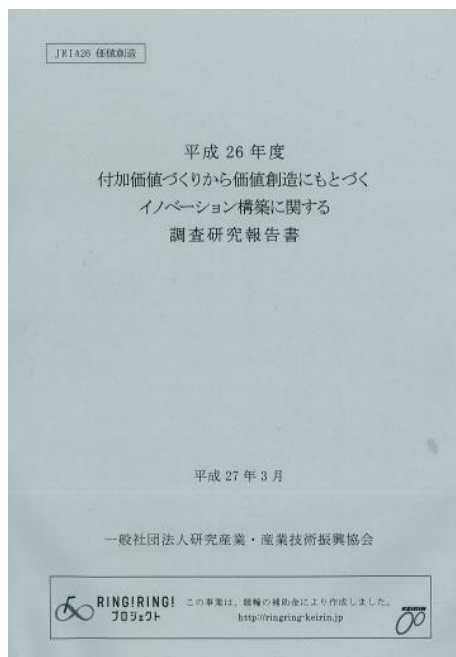 JRIA26 価値創造
平成 26 年度
付加価値づくりから価値創造にもとづく
イノベーション構築に関する
調査研究報告書
平成 27 年 3 月
一般社団法人研究産業・産業技術振興協会
RING!RING!
プロジェクト
この事業は、競輪の補助金により作成しました。
http://ringring-keirin.jp
KEIRIN